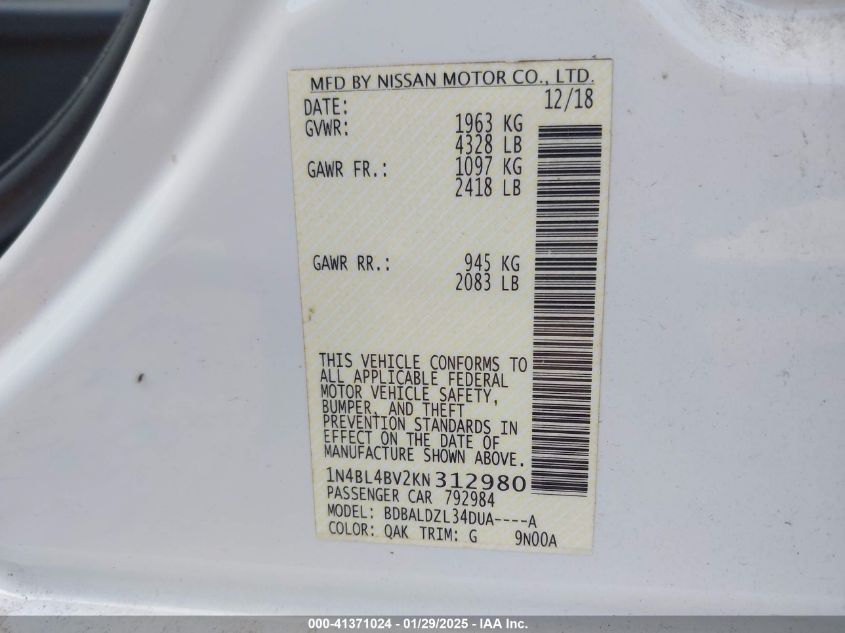 MFD BY NISSAN MOTOR CO., LTD.
DATE: 12/18
GVWR: 1963 KG
4328 LB
GAWR FR.: 1097 KG
2418 LB
GAWR RR.: 945 KG
2083 LB
THIS VEHICLE CONFORMS TO
ALL APPLICABLE FEDERAL
MOTOR VEHICLE SAFETY,
BUMPER, AND THEFT
PREVENTION STANDARDS IN
EFFECT ON THE DATE OF
MANUFACTURE SHOWN ABOVE.
1N4BL4BV2KN312980
PASSENGER CAR 792984
MODEL: BDBALDZL34DUA----A
COLOR: QAK TRIM: G 9N00A
000-41371024 - 01/29/2025 - IAA Inc.